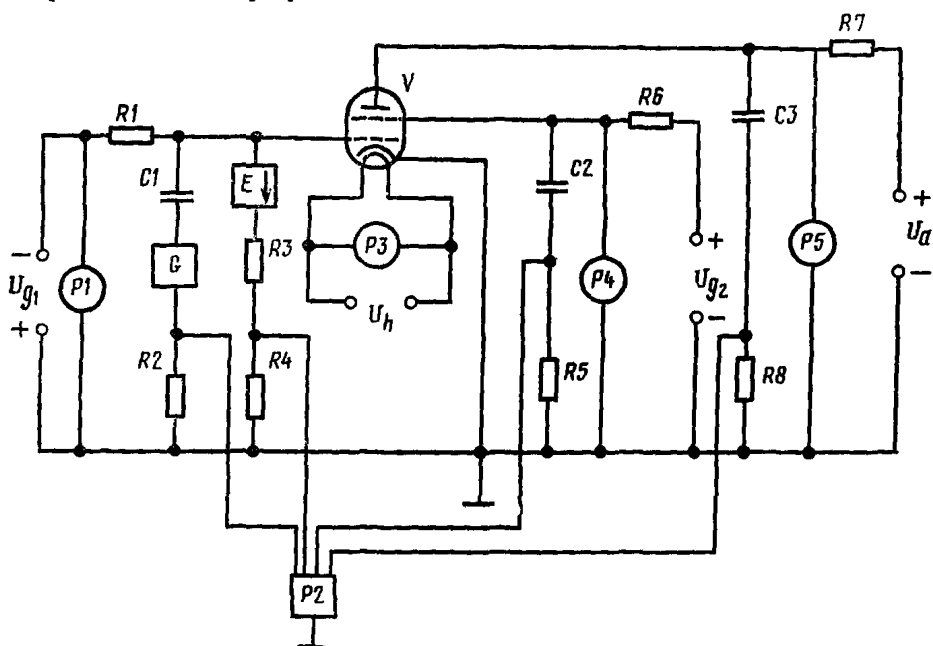 R7
V
R1
R6
C3
C1
E
C2
R3
P3
P5
+
Ua
−
−
Ug1
+
P1
G
Uh
P4
+
Ug2
−
R2
R4
R5
R8
P2